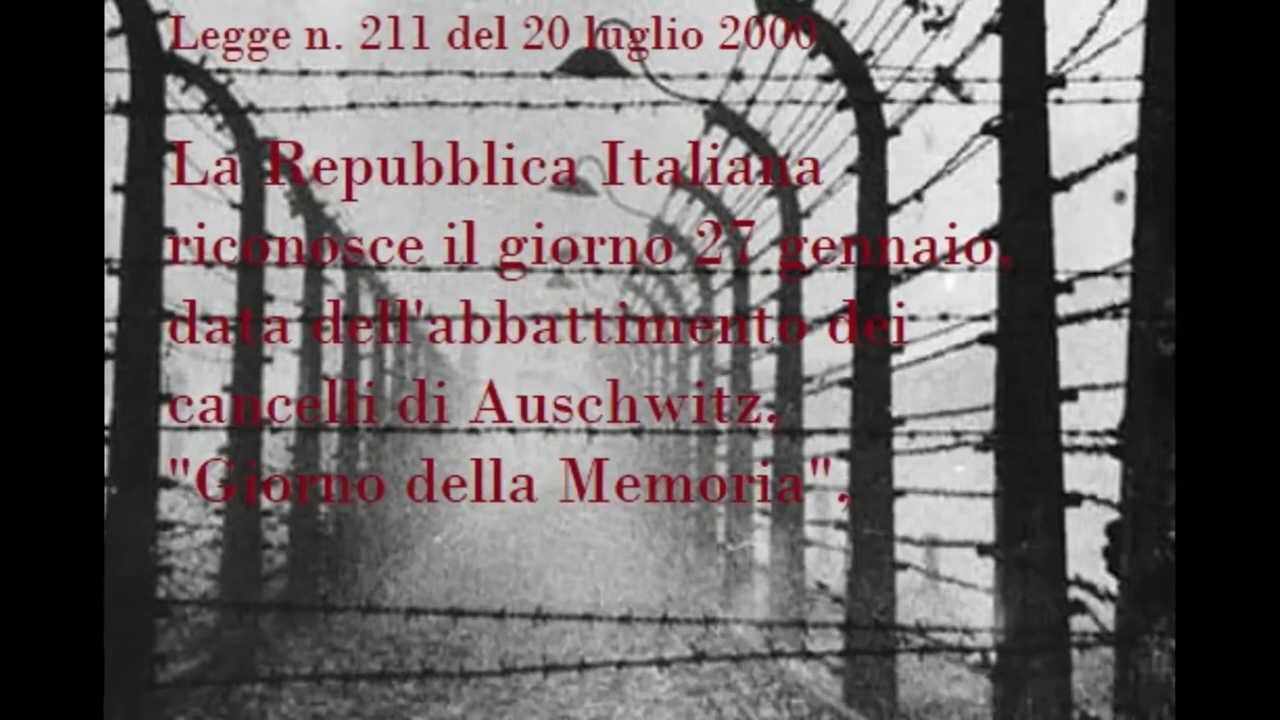 Legge n. 211 del 20 luglio 2000
La Repubblica Italiana
riconosce il giorno 27 gennaio,
data dell'abbattimento dei
cancelli di Auschwitz,
"Giorno della Memoria",